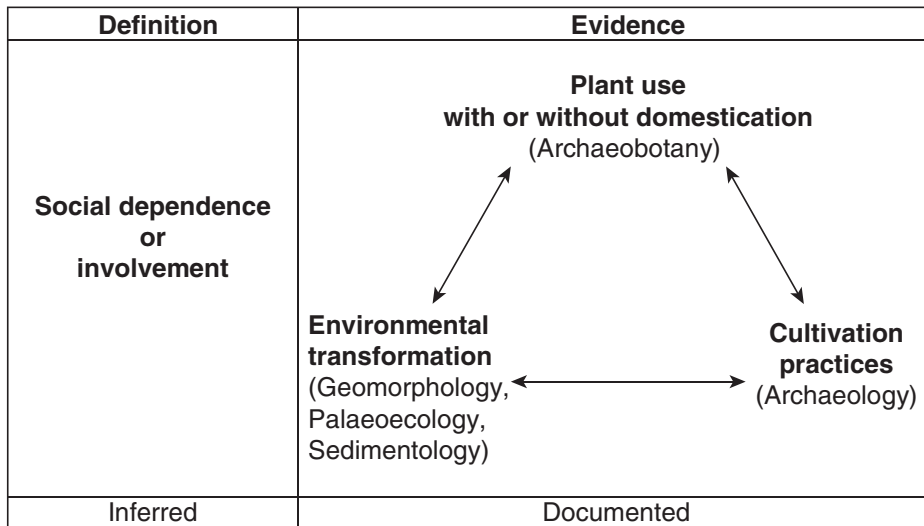 Definition
Evidence
Social dependence
or
involvement
Plant use
with or without domestication
(Archaeobotany)
Environmental
transformation
(Geomorphology,
Palaeoecology,
Sedimentology)
Cultivation
practices
(Archaeology)
Inferred
Documented